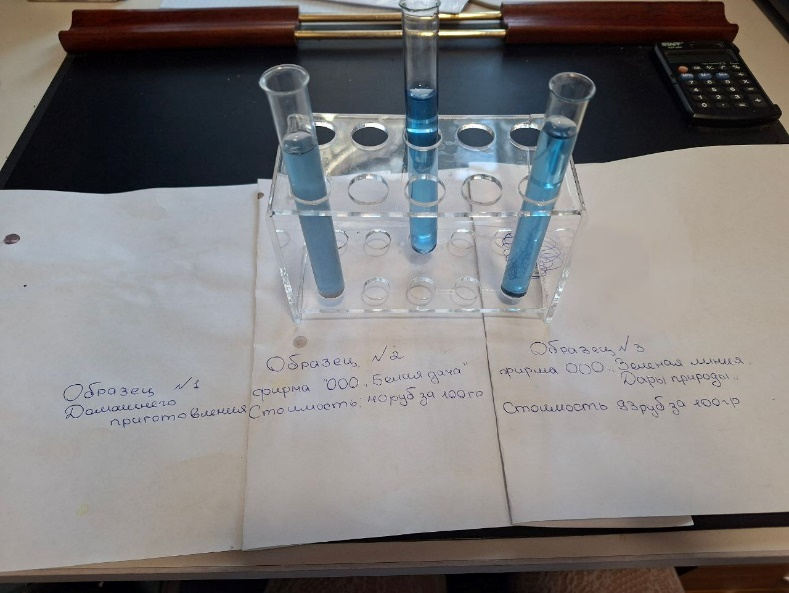 Образец №1
Домашнего
приготовления
Образец №2
фирма "ООО „Белая дача"
Стоимость: 40руб за 100гр
Образец №3
фирма ООО „Зеленая линия.
Дары природы„
Стоимость 93руб за 100гр